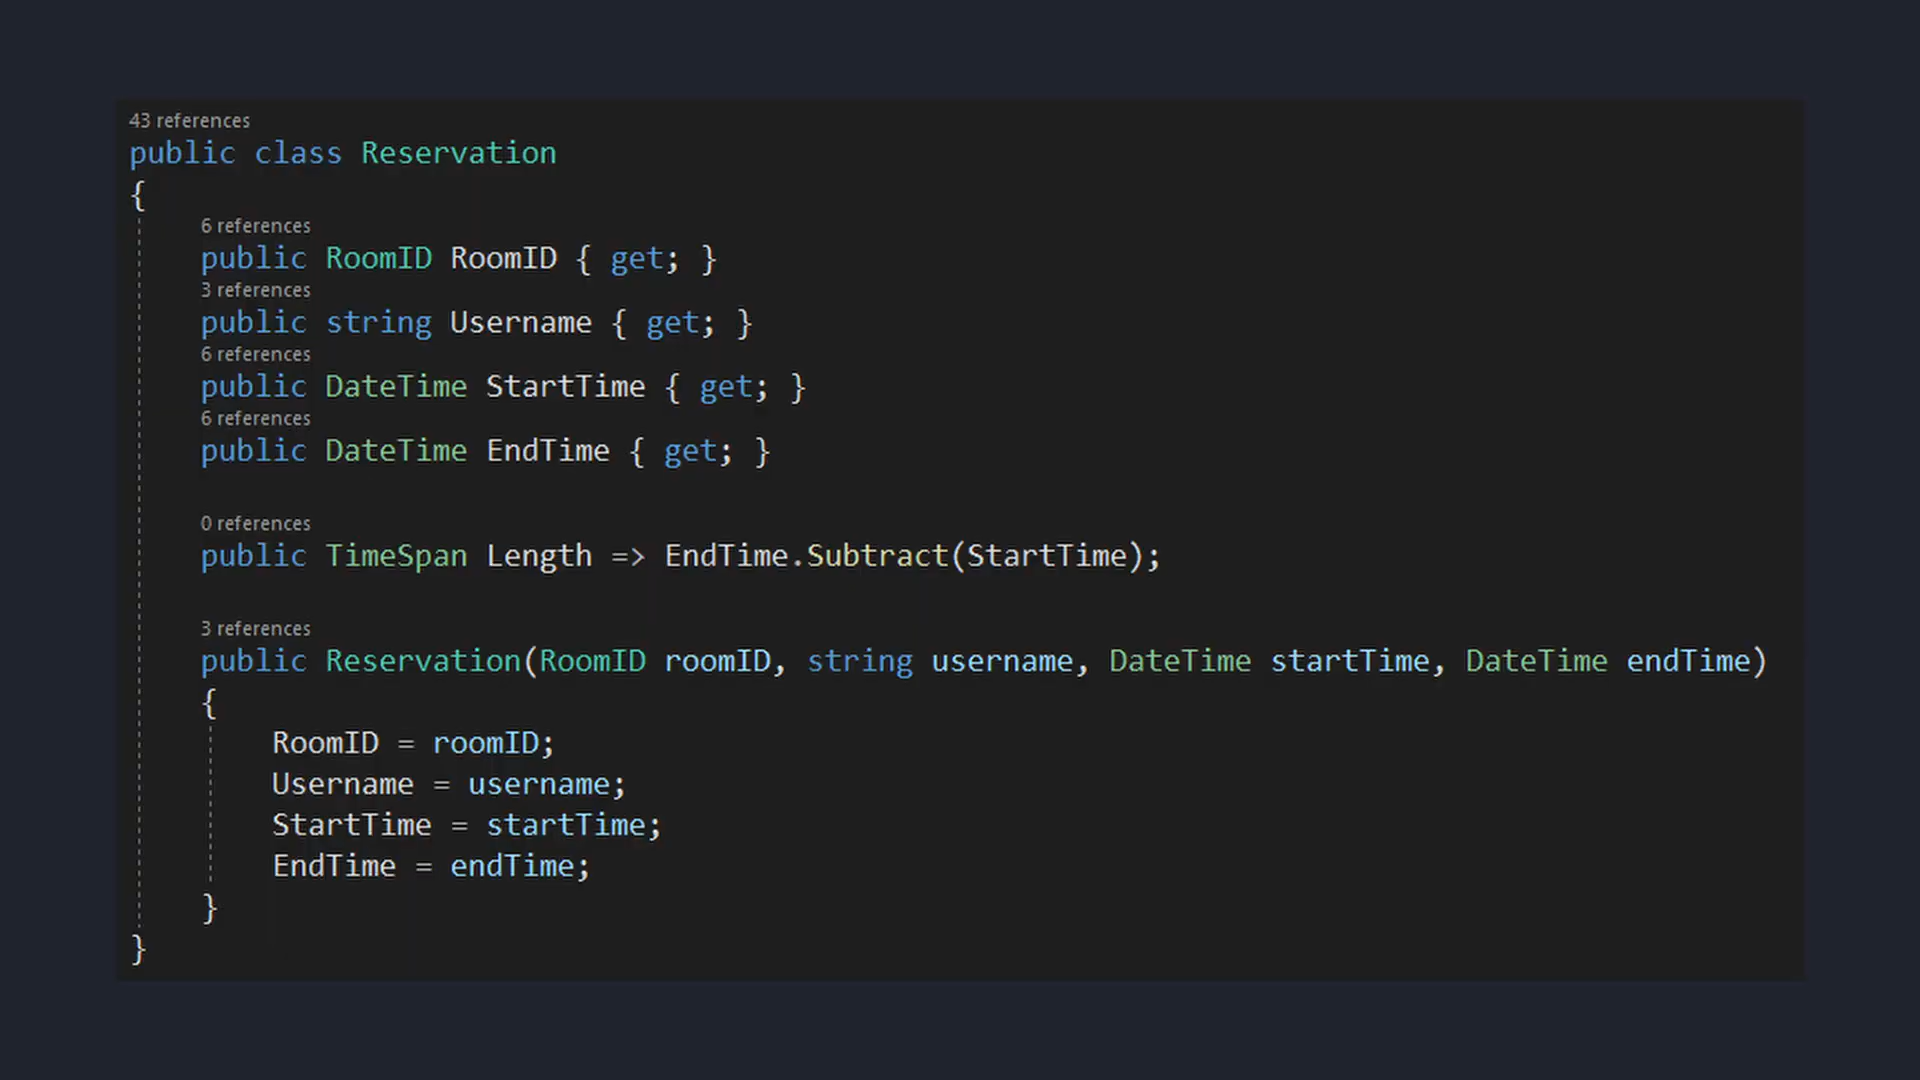 43 references
public class Reservation
{
6 references
public RoomID RoomID { get; }
3 references
public string Username { get; }
6 references
public DateTime StartTime { get; }
6 references
public DateTime EndTime { get; }
0 references
public TimeSpan Length => EndTime.Subtract(StartTime);
3 references
public Reservation(RoomID roomID, string username, DateTime startTime, DateTime endTime)
{
RoomID = roomID;
Username = username;
StartTime = startTime;
EndTime = endTime;
}
}